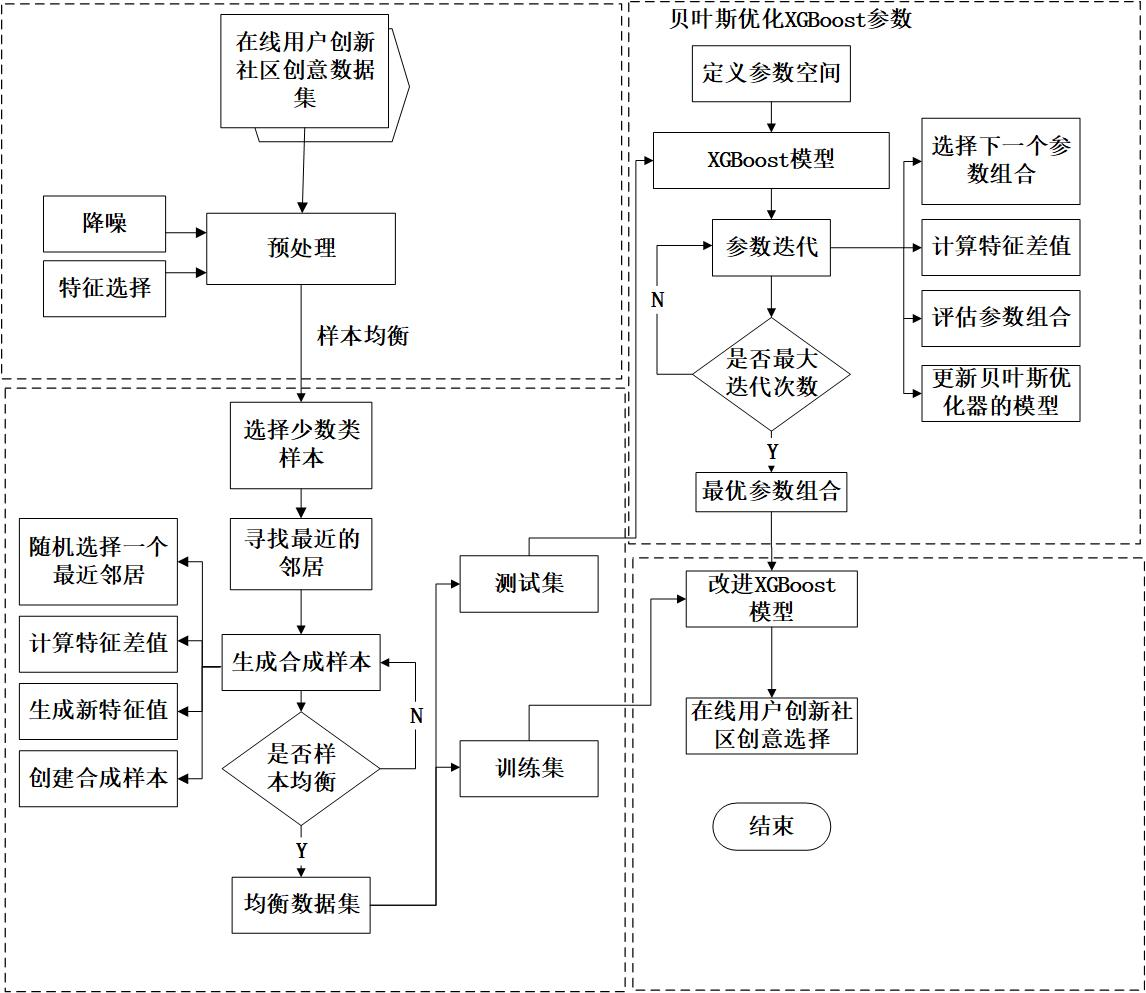 在线用户创新
社区创意数据
集
降噪
特征选择
预处理
样本均衡
选择少数类
样本
寻找最近的
邻居
随机选择一个
最近邻居
计算特征差值
生成新特征值
创建合成样本
生成合成样本
N
是否样
本均衡
Y
均衡数据集
测试集
训练集
贝叶斯优化XGBoost参数
定义参数空间
XGBoost模型
参数迭代
选择下一个参
数组合
计算特征差值
评估参数组合
更新贝叶斯优
化器的模型
N
是否最大
迭代次数
Y
最优参数组合
改进XGBoost
模型
在线用户创新社
区创意选择
结束